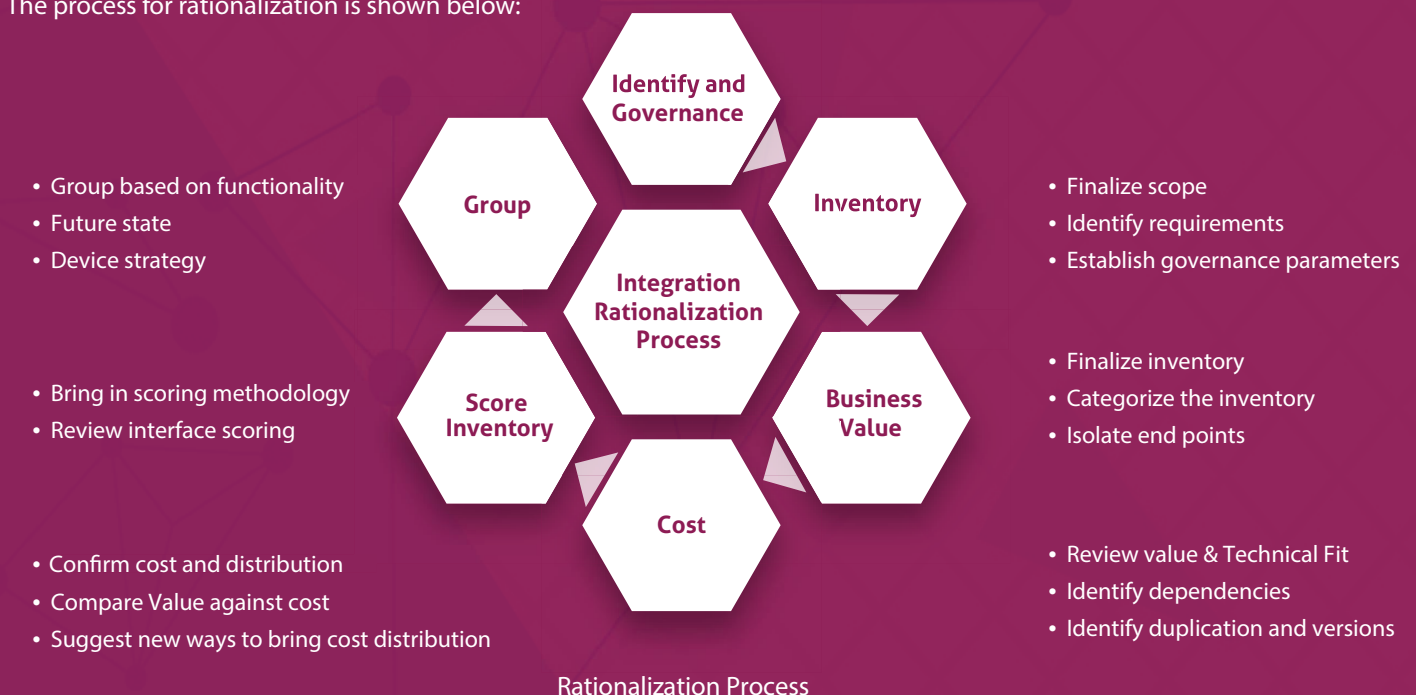 The process for rationalization is shown below:
Identify and
Governance
Group
Inventory
• Group based on functionality
• Future state
• Device strategy
• Finalize scope
• Identify requirements
• Establish governance parameters
Integration
Rationalization
Process
• Bring in scoring methodology
• Review interface scoring
Score
Inventory
Business
Value
• Finalize inventory
• Categorize the inventory
• Isolate end points
Cost
• Confirm cost and distribution
• Compare Value against cost
• Suggest new ways to bring cost distribution
• Review value & Technical Fit
• Identify dependencies
• Identify duplication and versions
Rationalization Process